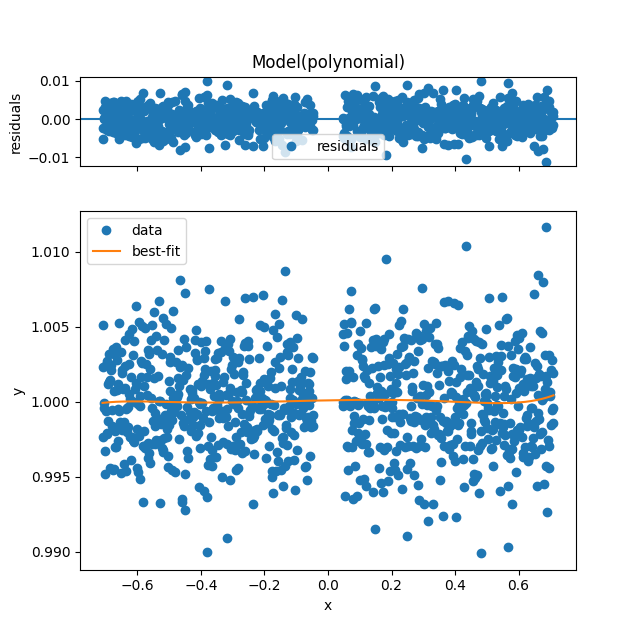 Model(polynomial)
0.01
0.00
−0.01
residuals
residuals
data
best-fit
1.010
1.005
1.000
0.995
0.990
y
−0.6
−0.4
−0.2
0.0
0.2
0.4
0.6
x